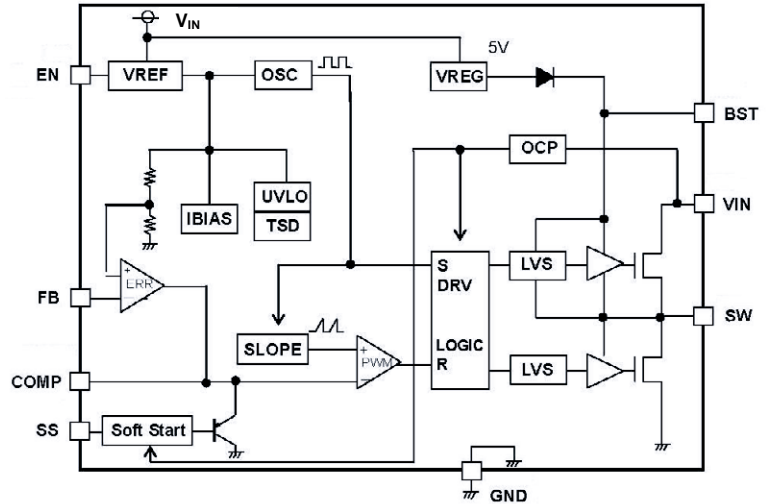 V_IN
5V
EN
VREF
OSC
VREG
BST
OCP
VIN
IBIAS
UVLO
TSD
S
DRV
LVS
+
ERR
−
FB
SW
SLOPE
+
PWM
−
LOGIC
R
LVS
COMP
SS
Soft Start
GND